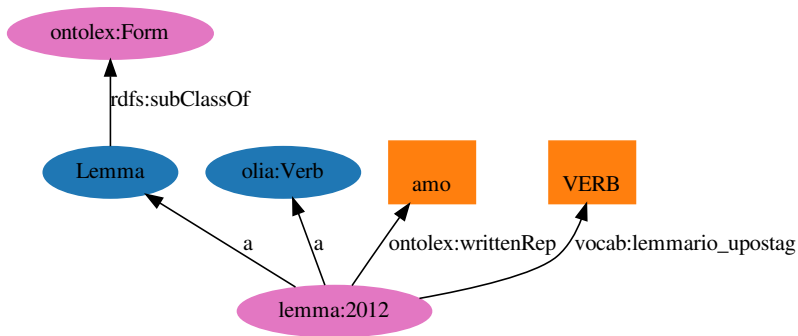 ontolex:Form
rdfs:subClassOf
Lemma
olia:Verb
amo
VERB
a
a
ontolex:writtenRep
vocab:lemmario_upostag
lemma:2012